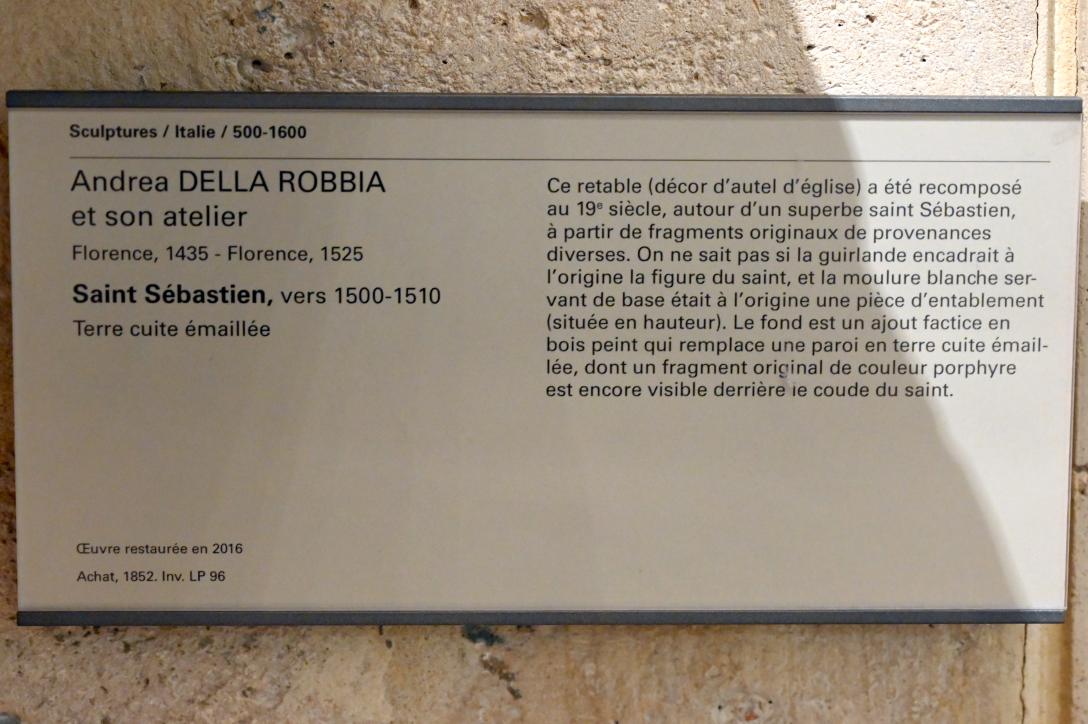 Sculptures / Italie / 500-1600
Andrea DELLA ROBBIA
et son atelier
Florence, 1435 - Florence, 1525
Saint Sébastien, vers 1500-1510
Terre cuite émaillée
Ce retable (décor d'autel d'église) a été recomposé
au 19e siècle, autour d'un superbe saint Sébastien,
à partir de fragments originaux de provenances
diverses. On ne sait pas si la guirlande encadrait à
l'origine la figure du saint, et la moulure blanche ser-
vant de base était à l'origine une pièce d'entablement
(située en hauteur). Le fond est un ajout factice en
bois peint qui remplace une paroi en terre cuite émail-
lée, dont un fragment original de couleur porphyre
est encore visible derrière le coude du saint.
Œuvre restaurée en 2016
Achat, 1852. Inv. LP 96